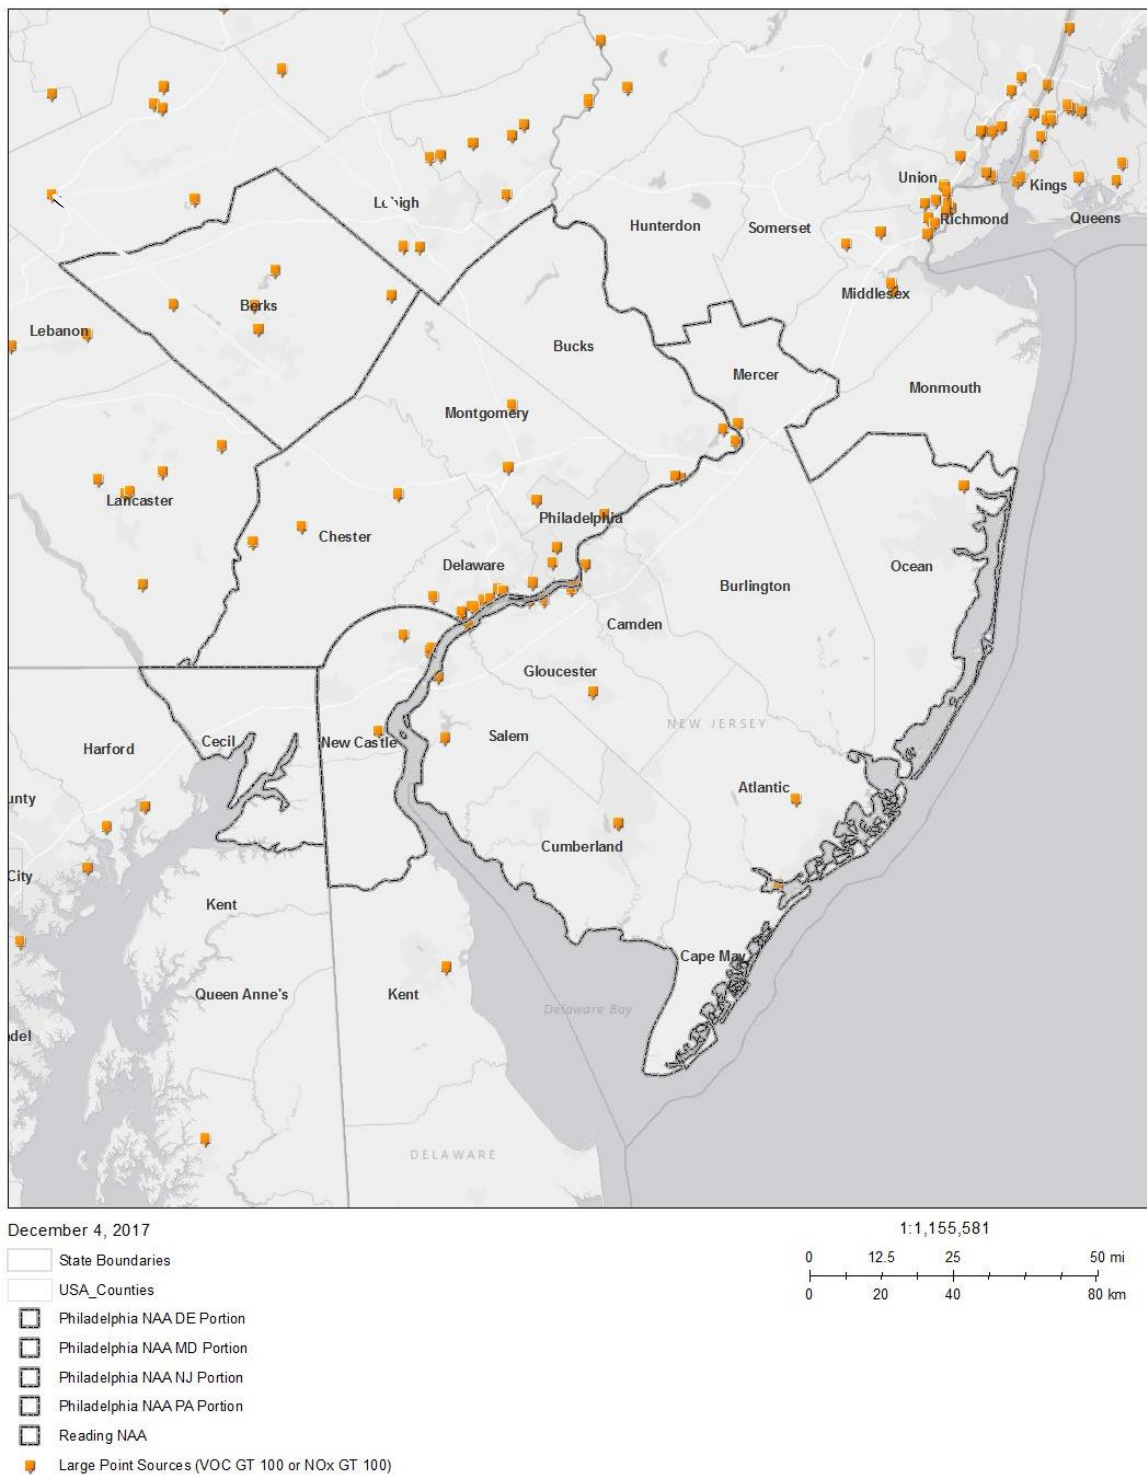 Lehigh
Union
Kings
Richmond
Queens
Hunterdon
Somerset
Middlesex
Berks
Lebanon
Bucks
Mercer
Monmouth
Montgomery
Lancaster
Philadelphia
Chester
Delaware
Ocean
Burlington
Camden
Gloucester
NEW JERSEY
Harford
Cecil
New Castle
Salem
Atlantic
unty
Cumberland
City
Kent
Cape May
Queen Anne's
Kent
Delaware Bay
del
DELAWARE
December 4, 2017
1:1,155,581
State Boundaries
0 12.5 25 50 mi
USA_Counties
0 20 40 80 km
Philadelphia NAA DE Portion
Philadelphia NAA MD Portion
Philadelphia NAA NJ Portion
Philadelphia NAA PA Portion
Reading NAA
Large Point Sources (VOC GT 100 or NOx GT 100)